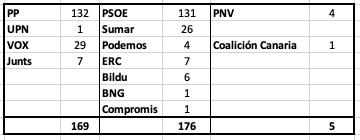 PP 132 PSOE 131 PNV 4
UPN 1 Sumar 26
VOX 29 Podemos 4 Coalición Canaria 1
Junts 7 ERC 7
Bildu 6
BNG 1
Compromis 1
169 176 5